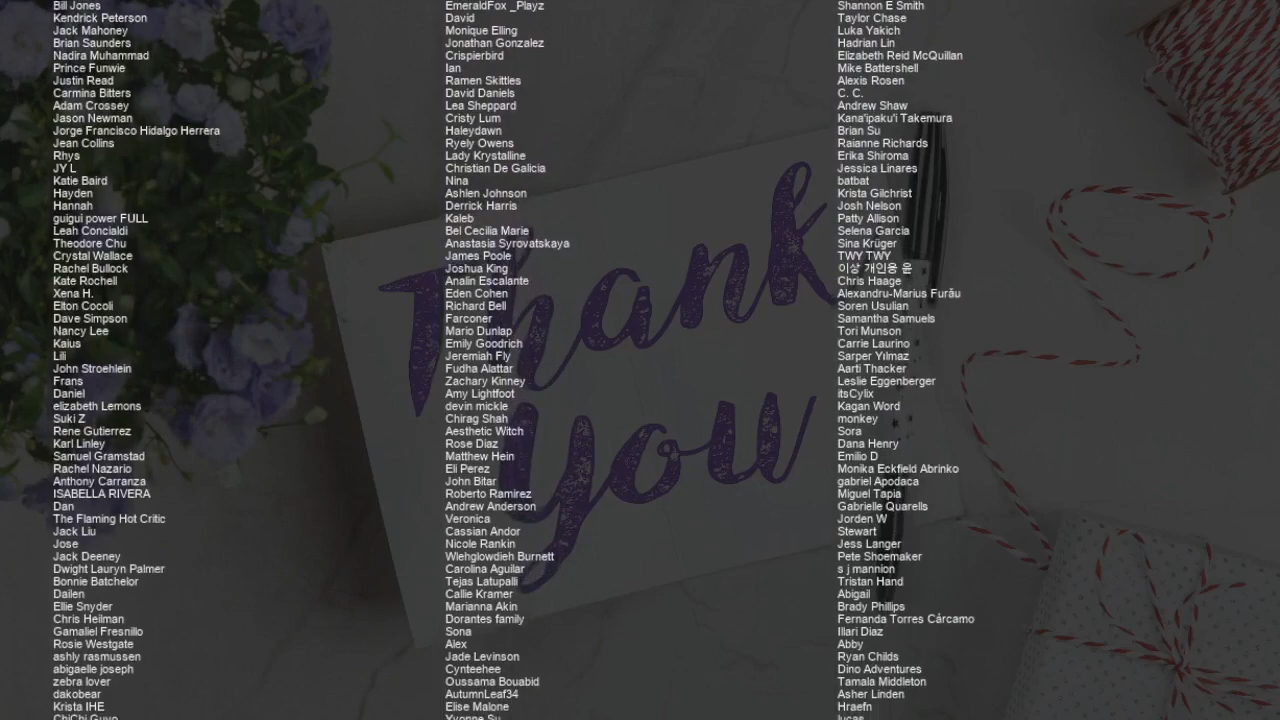 Bill Jones
Kendrick Peterson
Jack Mahoney
Brian Saunders
Nadira Muhammad
Prince Funwie
Justin Read
Carmina Bitters
Adam Crossey
Jason Newman
Jorge Francisco Hidalgo Herrera
Jean Collins
Rhys
JY L
Katie Baird
Hayden
Hannah
guigui power FULL
Leah Concialdi
Theodore Chu
Crystal Wallace
Rachel Bullock
Kate Rochell
Xena H.
Elton Cocoli
Dave Simpson
Nancy Lee
Kaius
Lili
John Stroehlein
Frans
Daniel
elizabeth Lemons
Suki Z
Rene Gutierrez
Karl Linley
Samuel Gramstad
Rachel Nazario
Anthony Carranza
ISABELLA RIVERA
Dan
The Flaming Hot Critic
Jack Liu
Jose
Jack Deeney
Dwight Lauryn Palmer
Bonnie Batchelor
Dailen
Ellie Snyder
Chris Heilman
Gamaliel Fresnillo
Rosie Westgate
ashly rasmussen
abigaelle joseph
zebra lover
dakobear
Krista IHE
ChiChi Guyo
EmeraldFox _Playz
David
Monique Elling
Jonathan Gonzalez
Crispierbird
Ian
Ramen Skittles
David Daniels
Lea Sheppard
Cristy Lum
Haleydawn
Ryely Owens
Lady Krystalline
Christian De Galicia
Nina
Ashlen Johnson
Derrick Harris
Kaleb
Bel Cecilia Marie
Anastasia Syrovatskaya
James Poole
Joshua King
Analin Escalante
Eden Cohen
Richard Bell
Farconer
Mario Dunlap
Emily Goodrich
Jeremiah Fly
Fudha Alattar
Zachary Kinney
Amy Lightfoot
devin mickle
Chirag Shah
Aesthetic Witch
Rose Diaz
Matthew Hein
Eli Perez
John Bitar
Roberto Ramirez
Andrew Anderson
Veronica
Cassian Andor
Nicole Rankin
Wiehglowdieh Burnett
Carolina Aguilar
Tejas Latupalli
Callie Kramer
Marianna Akin
Dorantes family
Sona
Alex
Jade Levinson
Cynteehee
Oussama Bouabid
AutumnLeaf34
Elise Malone
Yvonne Su
Shannon E Smith
Taylor Chase
Luka Yakich
Hadrian Lin
Elizabeth Reid McQuillan
Mike Battershell
Alexis Rosen
C. C.
Andrew Shaw
Kana'ipaku'i Takemura
Brian Su
Raianne Richards
Erika Shiroma
Jessica Linares
batbat
Krista Gilchrist
Josh Nelson
Patty Allison
Selena Garcia
Sina Krüger
TWY TWY
이상 개인용 윤
Chris Haage
Alexandru-Marius Furău
Soren Usulian
Samantha Samuels
Tori Munson
Carrie Laurino
Sarper Yılmaz
Aarti Thacker
Leslie Eggenberger
itsCylix
Kagan Word
monkey
Sora
Dana Henry
Emilio D
Monika Eckfield Abrinko
gabriel Apodaca
Miguel Tapia
Gabrielle Quarells
Jorden W
Stewart
Jess Langer
Pete Shoemaker
s j mannion
Tristan Hand
Abigail
Brady Phillips
Fernanda Torres Cárcamo
Illari Diaz
Abby
Ryan Childs
Dino Adventures
Tamala Middleton
Asher Linden
Hraefn
lucas
Thank
you